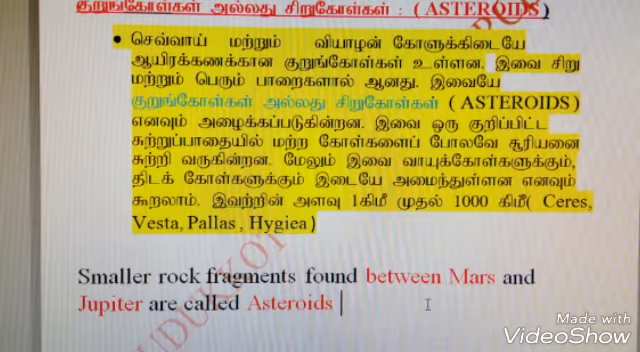 குறுங்கோள்கள் அல்லது சிறுகோள்கள் : (ASTEROIDS)
• செவ்வாய் மற்றும் வியாழன் கோளுக்கிடையே
ஆயிரக்கணக்கான குறுங்கோள்கள் உள்ளன. இவை சிறு
மற்றும் பெரும் பாறைகளால் ஆனது. இவையே
குறுங்கோள்கள் அல்லது சிறுகோள்கள் (ASTEROIDS)
எனவும் அழைக்கப்படுகின்றன. இவை ஒரு குறிப்பிட்ட
சுற்றுப்பாதையில் மற்ற கோள்களைப் போலவே சூரியனை
சுற்றி வருகின்றன. மேலும் இவை வாயுக்கோள்களுக்கும்,
திடக் கோள்களுக்கும் இடையே அமைந்துள்ளன எனவும்
கூறலாம். இவற்றின் அளவு 1கிமீ முதல் 1000 கிமீ( Ceres,
Vesta, Pallas , Hygiea)
Smaller rock fragments found between Mars and
Jupiter are called Asteroids
Made with
VideoShow